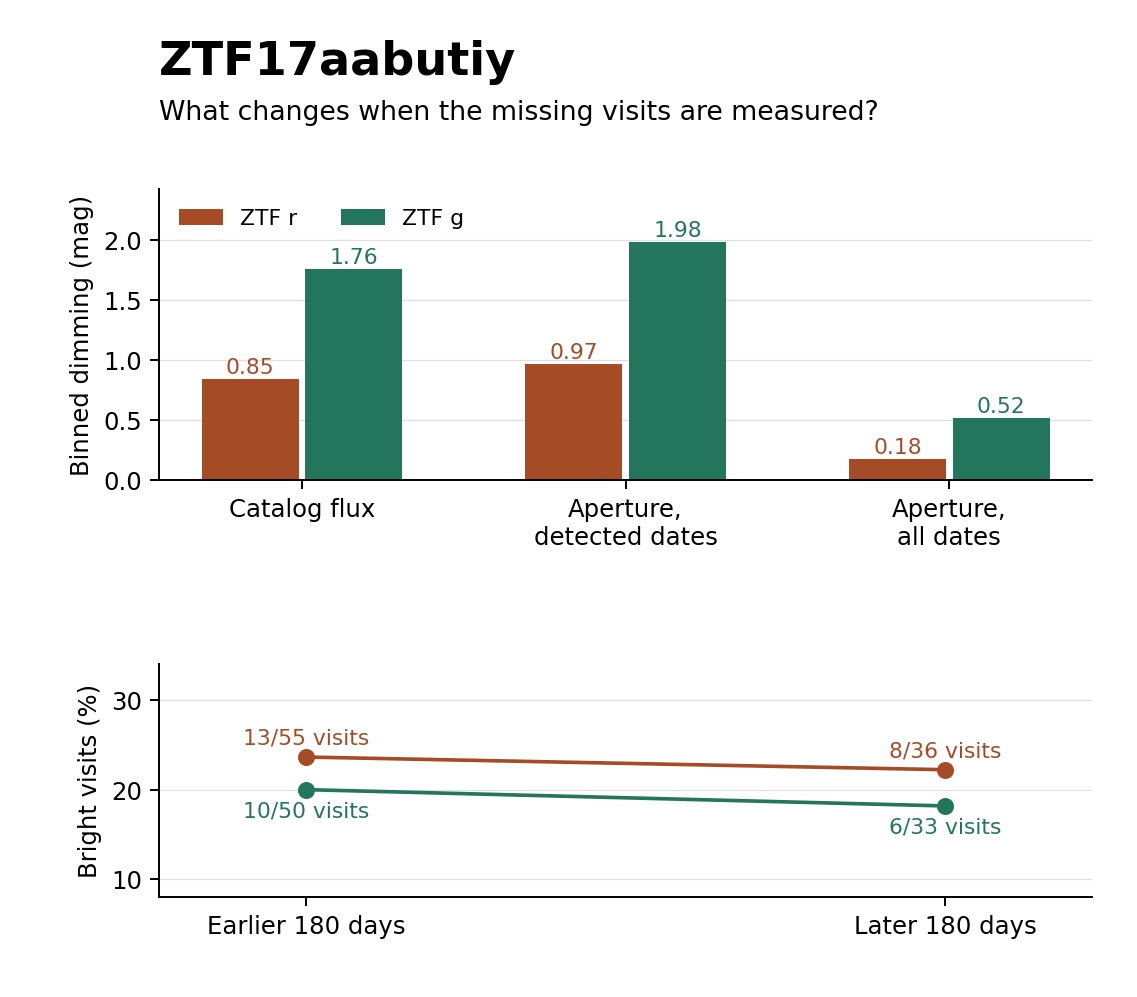 ZTF17aabutiy
What changes when the missing visits are measured?
Binned dimming (mag)
ZTF r
ZTF g
2.0
1.5
1.0
0.5
0.0
0.85
1.76
0.97
1.98
0.18
0.52
Catalog flux
Aperture,
detected dates
Aperture,
all dates
Bright visits (%)
30
20
10
13/55 visits
10/50 visits
8/36 visits
6/33 visits
Earlier 180 days
Later 180 days